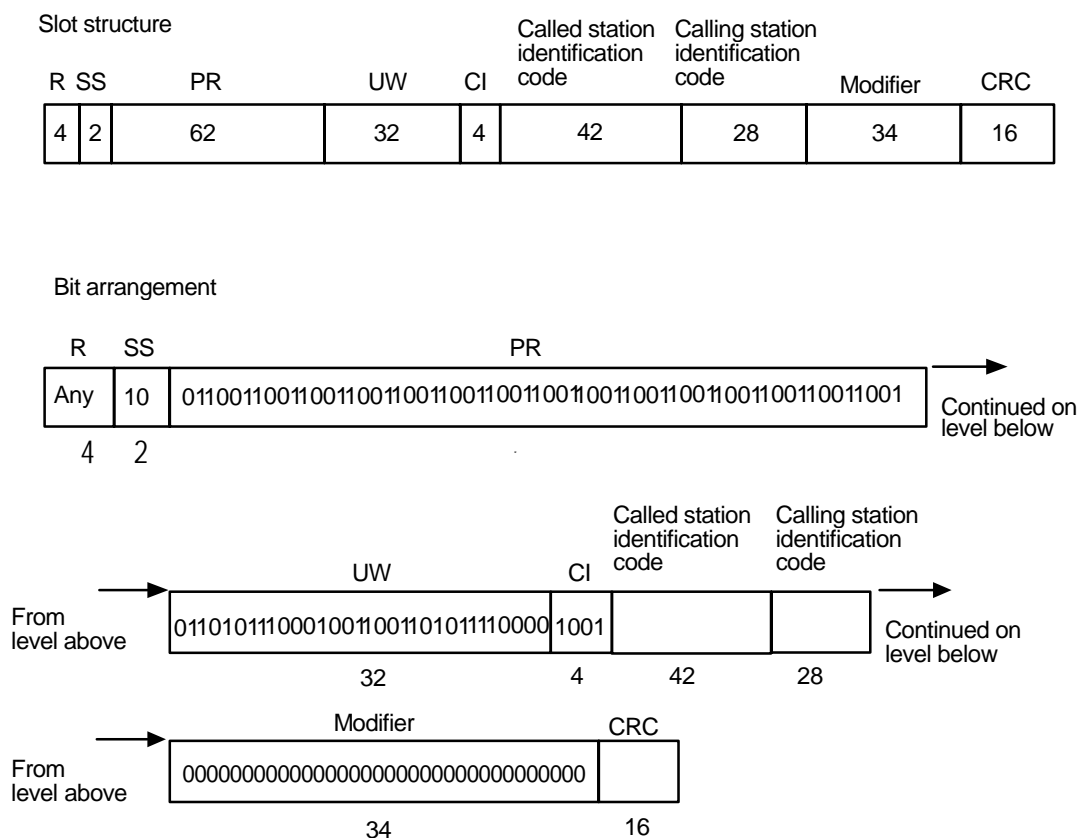 Slot structure
Called station identification code
Calling station identification code
R SS PR UW CI Modifier CRC
4 2 62 32 4 42 28 34 16
Bit arrangement
R SS PR
Any 10 01100110011001100110011001100110011001100110011001100110011001
Continued on level below
4 2
Called station identification code
Calling station identification code
UW CI
From level above
01101011100010011001101011110000 1001
Continued on level below
32 4 42 28
Modifier CRC
From level above
0000000000000000000000000000000000
34 16